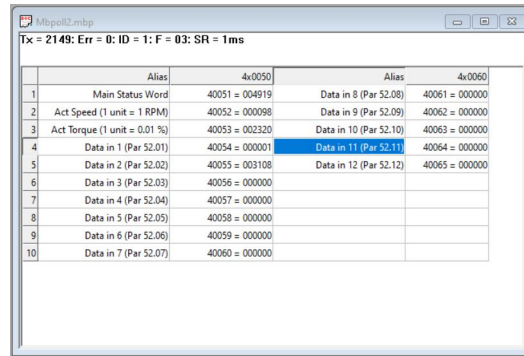 Mbpoll2.mbp
Tx = 2149: Err = 0: ID = 1: F = 03: SR = 1ms
Alias 4x0050 Alias 4x0060
1 Main Status Word 40051 = 004919 Data in 8 (Par 52.08) 40061 = 000000
2 Act Speed (1 unit = 1 RPM) 40052 = 000098 Data in 9 (Par 52.09) 40062 = 000000
3 Act Torque (1 unit = 0.01 %) 40053 = 002320 Data in 10 (Par 52.10) 40063 = 000000
4 Data in 1 (Par 52.01) 40054 = 000001 Data in 11 (Par 52.11) 40064 = 000000
5 Data in 2 (Par 52.02) 40055 = 003108 Data in 12 (Par 52.12) 40065 = 000000
6 Data in 3 (Par 52.03) 40056 = 000000
7 Data in 4 (Par 52.04) 40057 = 000000
8 Data in 5 (Par 52.05) 40058 = 000000
9 Data in 6 (Par 52.06) 40059 = 000000
10 Data in 7 (Par 52.07) 40060 = 000000